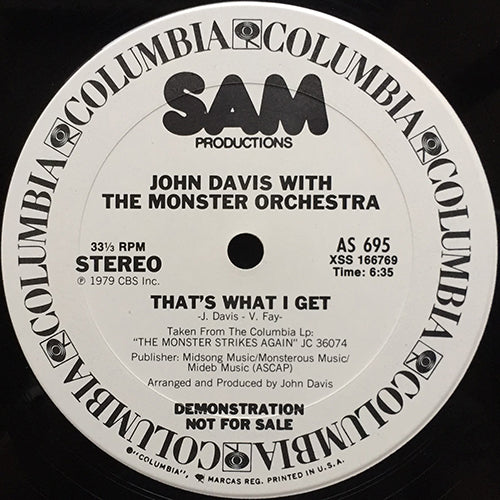 COLUMBIA COLUMBIA COLUMBIA COLUMBIA COLUMBIA COLUMBIA
SAM
PRODUCTIONS
JOHN DAVIS WITH
THE MONSTER ORCHESTRA
33⅓ RPM
STEREO
℗ 1979 CBS Inc.
AS 695
XSS 166769
Time: 6:35
THAT'S WHAT I GET
-J. Davis - V. Fay-
Taken From The Columbia Lp:
"THE MONSTER STRIKES AGAIN" JC 36074
Publisher: Midsong Music/Monsterous Music/
Mideb Music (ASCAP)
Arranged and Produced by John Davis
DEMONSTRATION
NOT FOR SALE
®"COLUMBIA", MARCAS REG. PRINTED IN U.S.A.